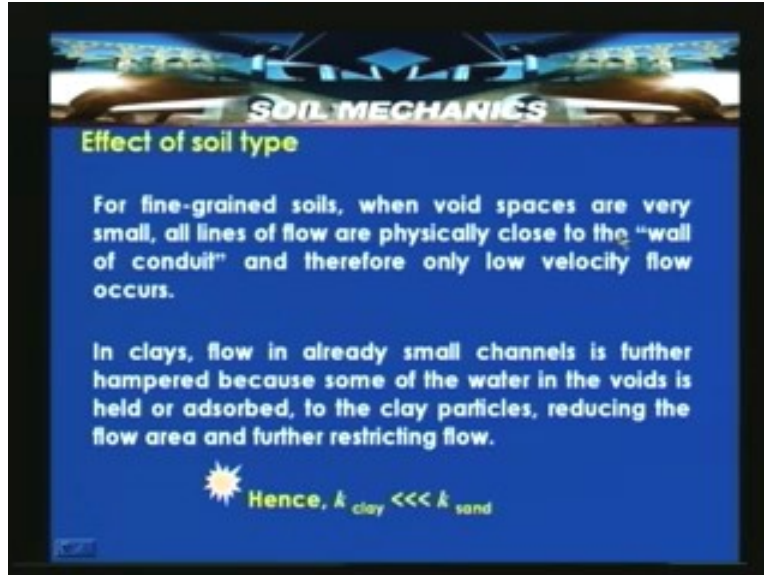 SOIL MECHANICS
Effect of soil type
For fine-grained soils, when void spaces are very
small, all lines of flow are physically close to the “wall
of conduit” and therefore only low velocity flow
occurs.
In clays, flow in already small channels is further
hampered because some of the water in the voids is
held or adsorbed, to the clay particles, reducing the
flow area and further restricting flow.
Hence, k clay <<< k sand